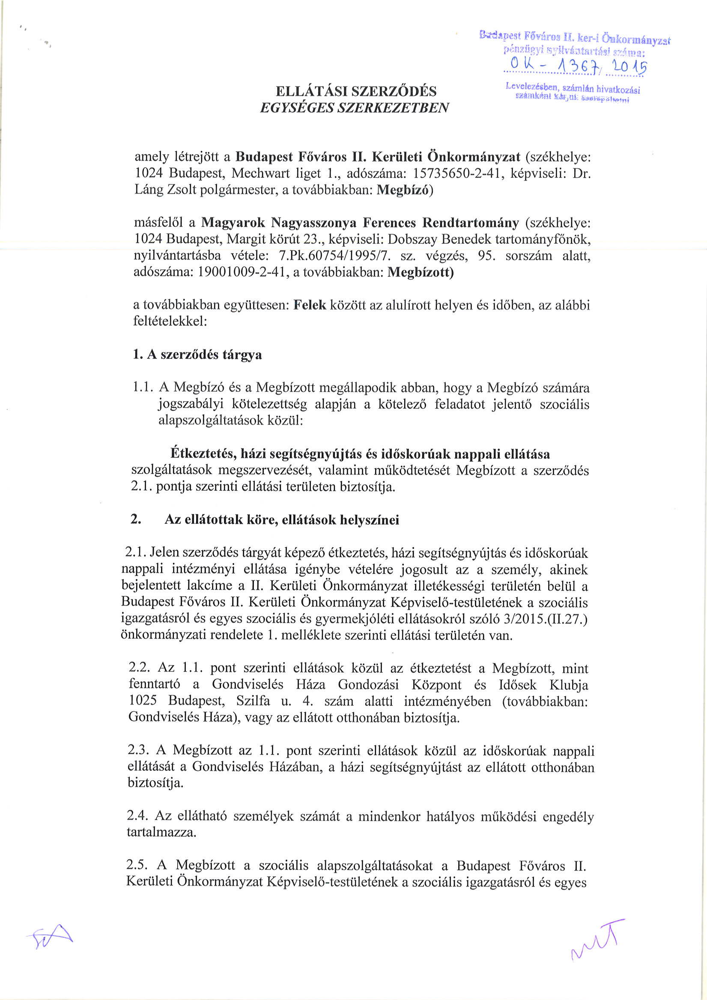 Budapest Főváros II. ker-i Önkormányzat
pénzügyi nyilvántartási száma:
OK - 1367/ 2015
Levelezésben, számlán hivatkozási
számként kérjük
ELLÁTÁSI SZERZŐDÉS
EGYSÉGES SZERKEZETBEN
amely létrejött a Budapest Főváros II. Kerületi Önkormányzat (székhelye:
1024 Budapest, Mechwart liget 1., adószáma: 15735650-2-41, képviseli: Dr.
Láng Zsolt polgármester, a továbbiakban: Megbízó)
másfelől a Magyarok Nagyasszonya Ferences Rendtartomány (székhelye:
1024 Budapest, Margit körút 23., képviseli: Dobszay Benedek tartományfőnök,
nyilvántartásba vétele: 7.Pk.60754/1995/7. sz. végzés, 95. sorszám alatt,
adószáma: 19001009-2-41, a továbbiakban: Megbízott)
a továbbiakban együttesen: Felek között az alulírott helyen és időben, az alábbi
feltételekkel:
1. A szerződés tárgya
1.1. A Megbízó és a Megbízott megállapodik abban, hogy a Megbízó számára
jogszabályi kötelezettség alapján a kötelező feladatot jelentő szociális
alapszolgáltatások közül:
Étkeztetés, házi segítségnyújtás és időskorúak nappali ellátása
szolgáltatások megszervezését, valamint működtetését Megbízott a szerződés
2.1. pontja szerinti ellátási területen biztosítja.
2. Az ellátottak köre, ellátások helyszínei
2.1. Jelen szerződés tárgyát képező étkeztetés, házi segítségnyújtás és időskorúak
nappali intézményi ellátása igénybe vételére jogosult az a személy, akinek
bejelentett lakcíme a II. Kerületi Önkormányzat illetékességi területén belül a
Budapest Főváros II. Kerületi Önkormányzat Képviselő-testületének a szociális
igazgatásról és egyes szociális és gyermekjóléti ellátásokról szóló 3/2015.(II.27.)
önkormányzati rendelete 1. melléklete szerinti ellátási területén van.
2.2. Az 1.1. pont szerinti ellátások közül az étkeztetést a Megbízott, mint
fenntartó a Gondviselés Háza Gondozási Központ és Idősek Klubja
1025 Budapest, Szilfa u. 4. szám alatti intézményében (továbbiakban:
Gondviselés Háza), vagy az ellátott otthonában biztosítja.
2.3. A Megbízott az 1.1. pont szerinti ellátások közül az időskorúak nappali
ellátását a Gondviselés Házában, a házi segítségnyújtást az ellátott otthonában
biztosítja.
2.4. Az ellátható személyek számát a mindenkor hatályos működési engedély
tartalmazza.
2.5. A Megbízott a szociális alapszolgáltatásokat a Budapest Főváros II.
Kerületi Önkormányzat Képviselő-testületének a szociális igazgatásról és egyes